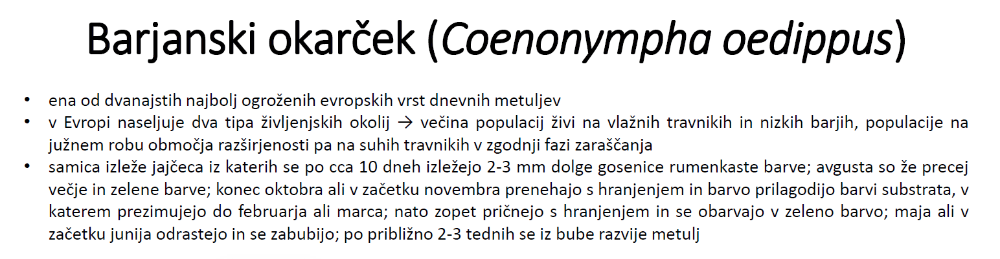 Barjanski okarček (Coenonympha oedippus)
• ena od dvanajstih najbolj ogroženih evropskih vrst dnevnih metuljev
• v Evropi naseljuje dva tipa življenjskih okolij → večina populacij živi na vlažnih travnikih in nizkih barjih, populacije na
južnem robu območja razširjenosti pa na suhih travnikih v zgodnji fazi zaraščanja
• samica izleže jajčeca iz katerih se po cca 10 dneh izležejo 2-3 mm dolge gosenice rumenkaste barve; avgusta so že precej
večje in zelene barve; konec oktobra ali v začetku novembra prenehajo s hranjenjem in barvo prilagodijo barvi substrata, v
katerem prezimujejo do februarja ali marca; nato zopet pričnejo s hranjenjem in se obarvajo v zeleno barvo; maja ali v
začetku junija odrastejo in se zabubijo; po približno 2-3 tednih se iz bube razvije metulj